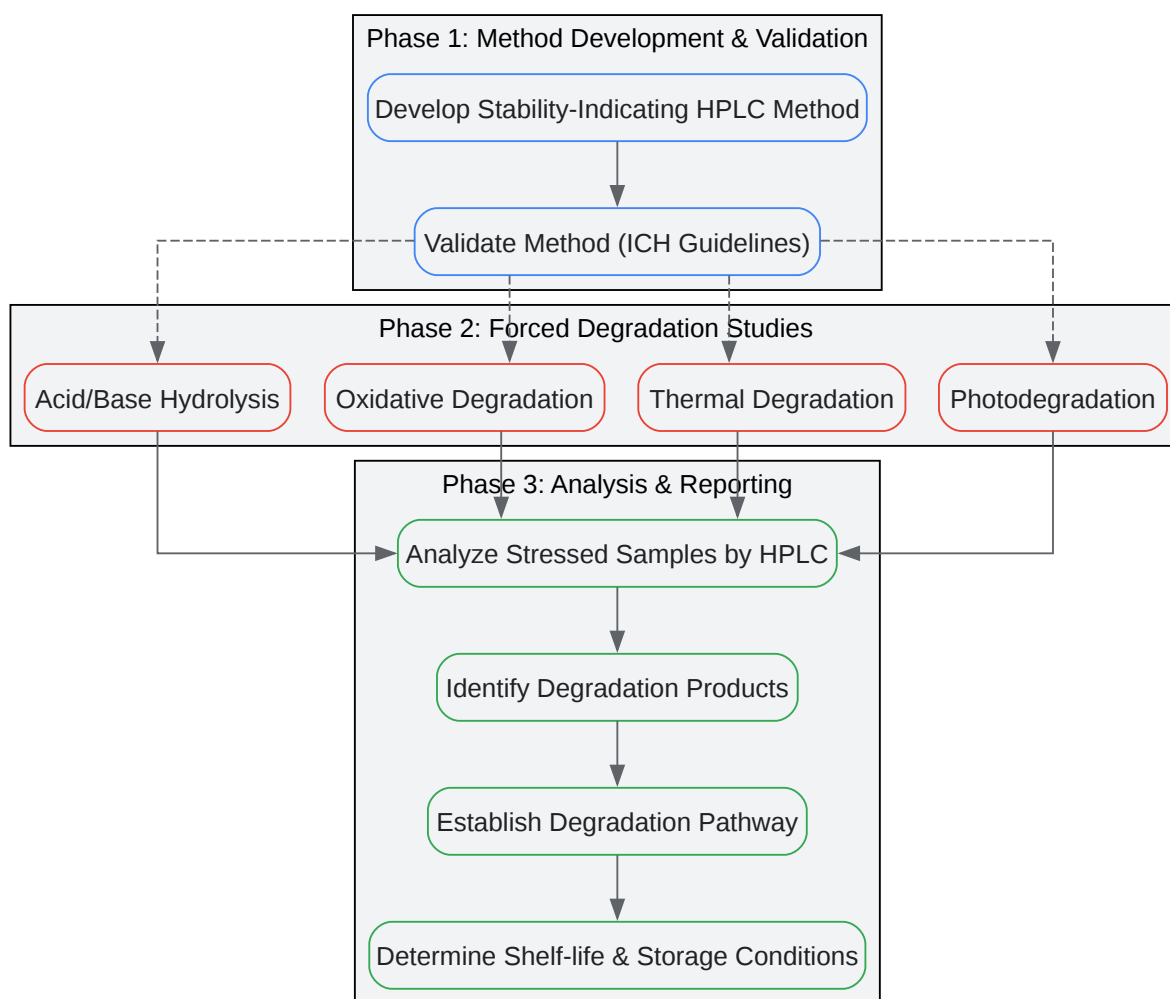 Phase 1: Method Development & Validation
Develop Stability-Indicating HPLC Method
Validate Method (ICH Guidelines)
Phase 2: Forced Degradation Studies
Acid/Base Hydrolysis
Oxidative Degradation
Thermal Degradation
Photodegradation
Phase 3: Analysis & Reporting
Analyze Stressed Samples by HPLC
Identify Degradation Products
Establish Degradation Pathway
Determine Shelf-life & Storage Conditions